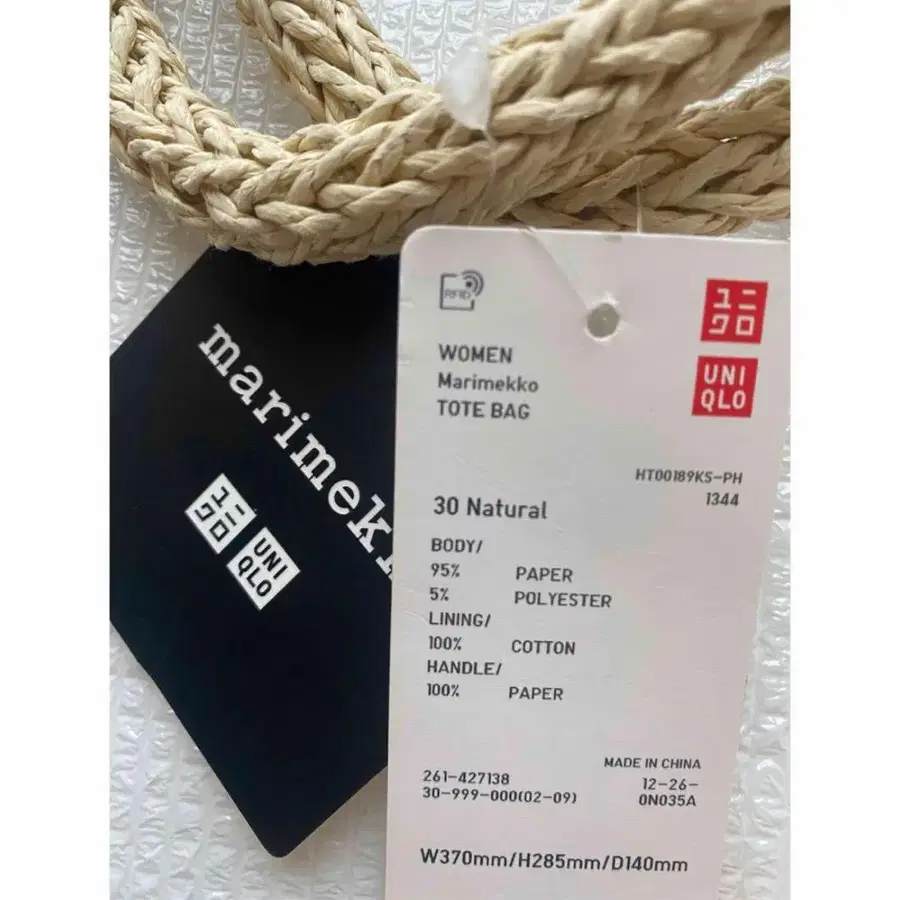 marimekk
ユニ
クロ
UNI
QLO
RFID
ユニ
クロ
UNI
QLO
WOMEN
Marimekko
TOTE BAG
HT00189KS-PH
1344
30 Natural
BODY/
95% PAPER
5% POLYESTER
LINING/
100% COTTON
HANDLE/
100% PAPER
MADE IN CHINA
261-427138 12-26-
30-999-000(02-09) 0N035A
W370mm/H285mm/D140mm